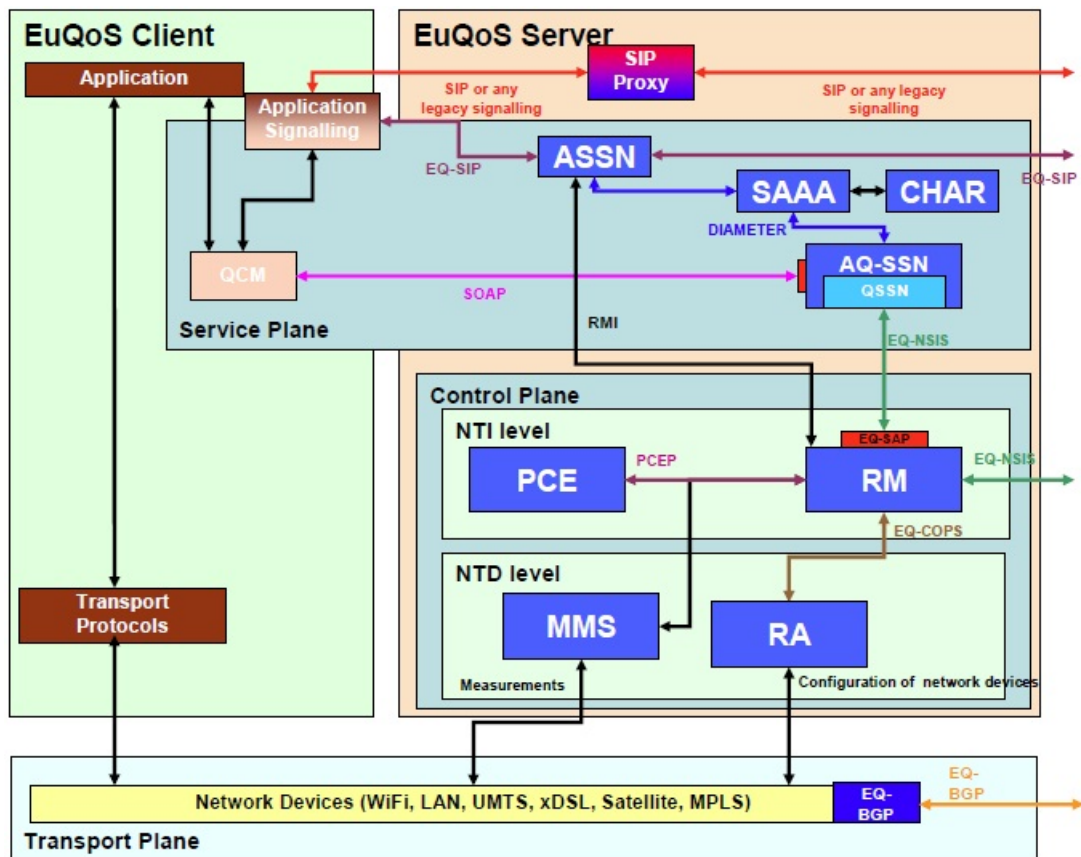 EuQoS Client
EuQoS Server
Application
SIP
Proxy
Application
Signalling
SIP or any
legacy signalling
SIP or any legacy
signalling
ASSN
EQ-SIP
EQ-SIP
SAAA
CHAR
DIAMETER
QCM
AQ-SSN
QSSN
SOAP
Service Plane
RMI
EQ-NSIS
Control Plane
NTI level
EQ-SAP
PCE
PCEP
RM
EQ-NSIS
EQ-COPS
NTD level
Transport
Protocols
MMS
RA
Measurements
Configuration of network devices
Network Devices (WiFi, LAN, UMTS, xDSL, Satellite, MPLS)
EQ-
BGP
EQ-
BGP
Transport Plane